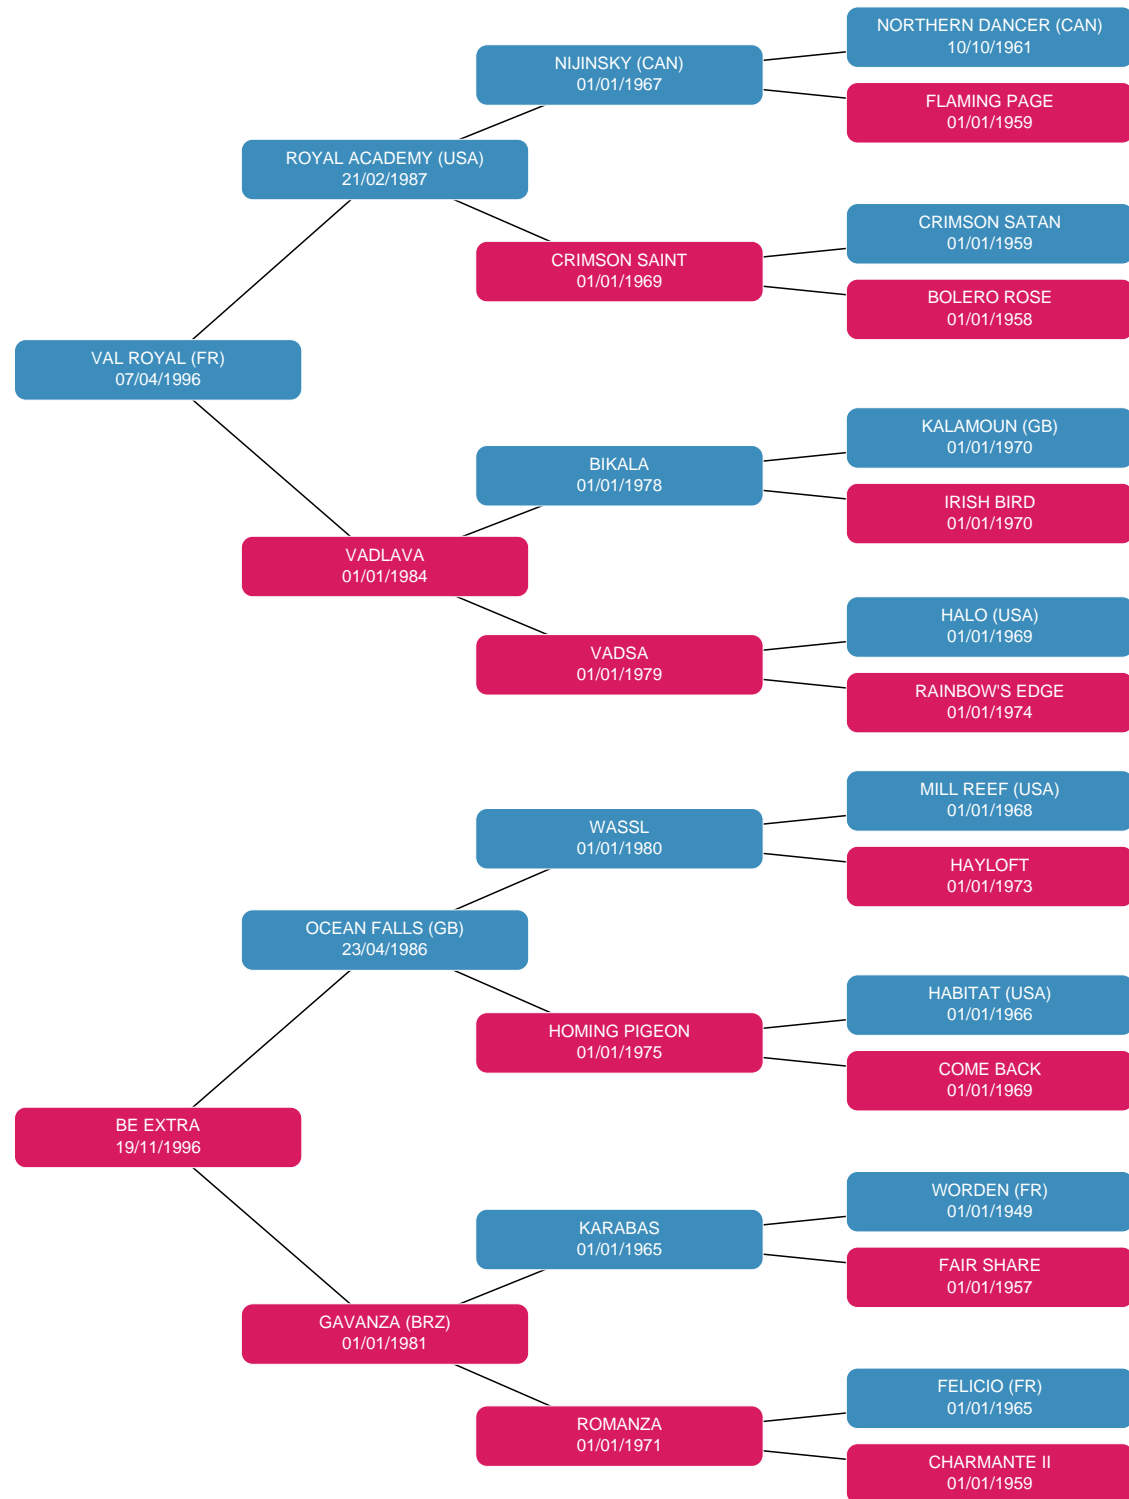 NORTHERN DANCER (CAN)
10/10/1961
NIJINSKY (CAN)
01/01/1967
FLAMING PAGE
01/01/1959
ROYAL ACADEMY (USA)
21/02/1987
CRIMSON SATAN
01/01/1959
CRIMSON SAINT
01/01/1969
BOLERO ROSE
01/01/1958
VAL ROYAL (FR)
07/04/1996
KALAMOUN (GB)
01/01/1970
BIKALA
01/01/1978
IRISH BIRD
01/01/1970
VADLAVA
01/01/1984
HALO (USA)
01/01/1969
VADSA
01/01/1979
RAINBOW'S EDGE
01/01/1974
MILL REEF (USA)
01/01/1968
WASSL
01/01/1980
HAYLOFT
01/01/1973
OCEAN FALLS (GB)
23/04/1986
HABITAT (USA)
01/01/1966
HOMING PIGEON
01/01/1975
COME BACK
01/01/1969
BE EXTRA
19/11/1996
WORDEN (FR)
01/01/1949
KARABAS
01/01/1965
FAIR SHARE
01/01/1957
GAVANZA (BRZ)
01/01/1981
FELICIO (FR)
01/01/1965
ROMANZA
01/01/1971
CHARMANTE II
01/01/1959